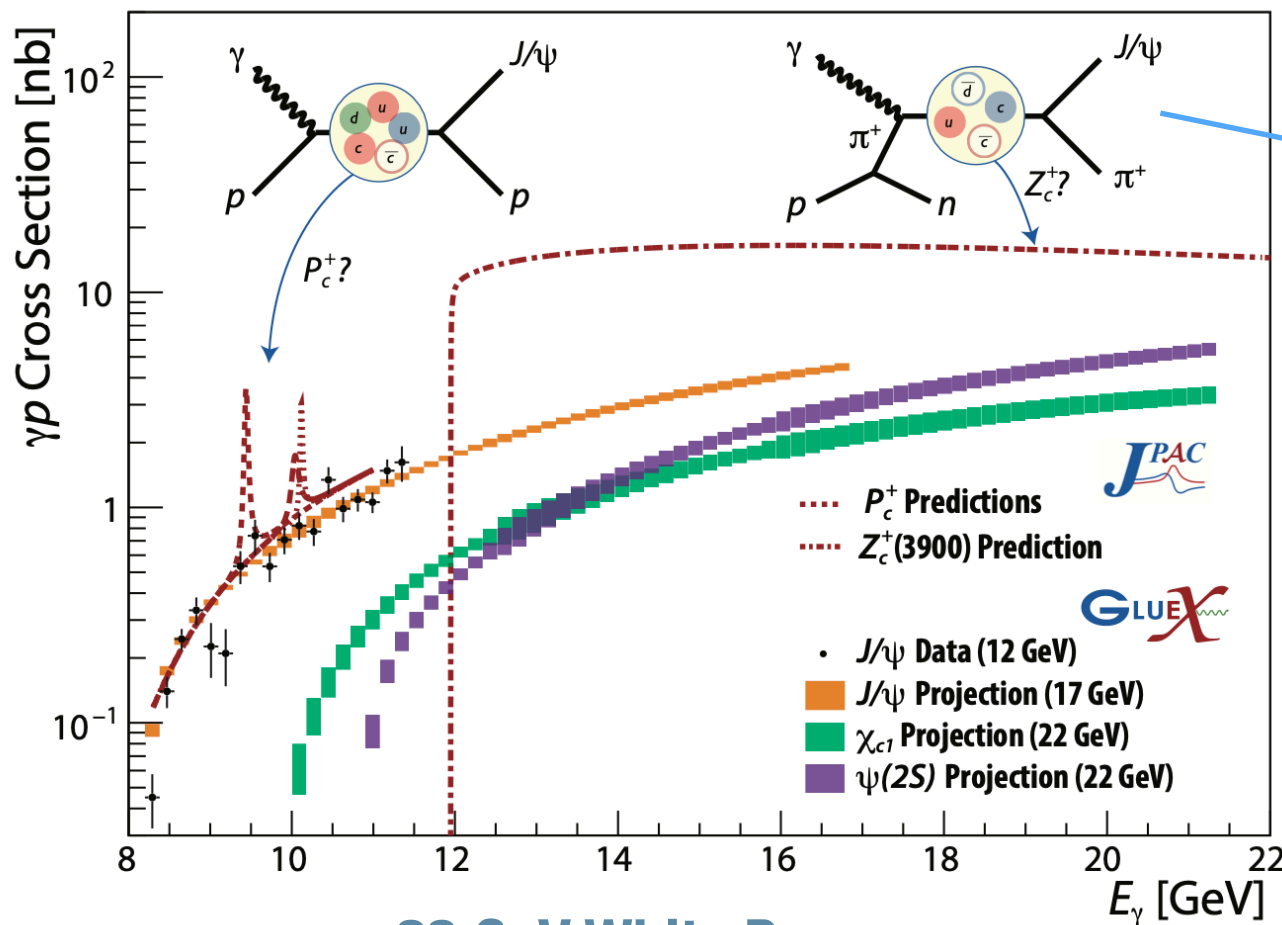 γp Cross Section [nb]
10²
10
1
10⁻¹
8
10
12
14
16
18
20
22
E_γ [GeV]
γ
J/ψ
d
u
u
c
c̅
p
p
P_c⁺?
γ
J/ψ
d̅
c
u
c̅
π⁺
π⁺
p
n
Z_c⁺?
JPAC
P_c⁺ Predictions
Z_c⁺(3900) Prediction
GLUEX
J/ψ Data (12 GeV)
J/ψ Projection (17 GeV)
χ_c1 Projection (22 GeV)
ψ(2S) Projection (22 GeV)